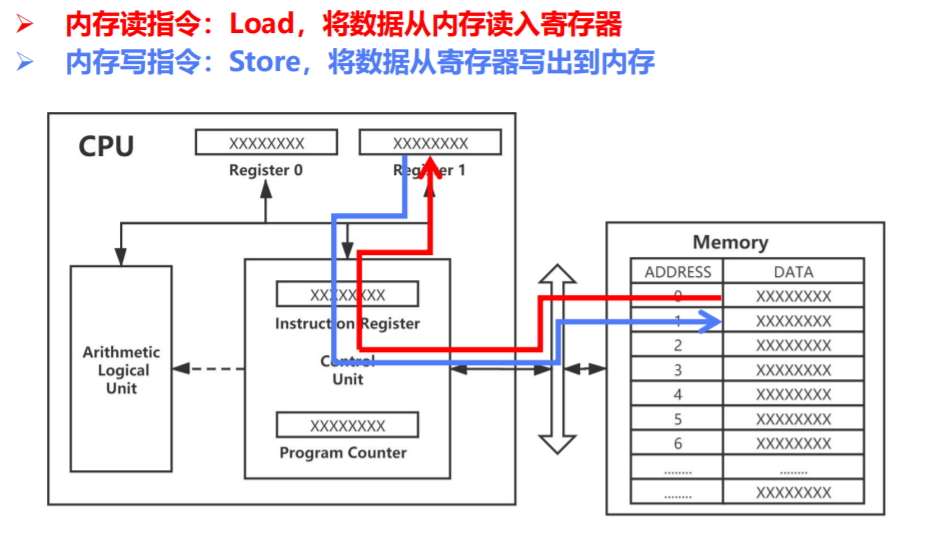 内存读指令：Load，将数据从内存读入寄存器
内存写指令：Store，将数据从寄存器写出到内存
CPU
XXXXXXXX
Register 0
XXXXXXXX
Register 1
Arithmetic
Logical
Unit
XXXXXXXX
Instruction Register
Control
Unit
XXXXXXXX
Program Counter
Memory
ADDRESS DATA
0 XXXXXXXX
1 XXXXXXXX
2 XXXXXXXX
3 XXXXXXXX
4 XXXXXXXX
5 XXXXXXXX
6 XXXXXXXX
........ ........
........ XXXXXXXX